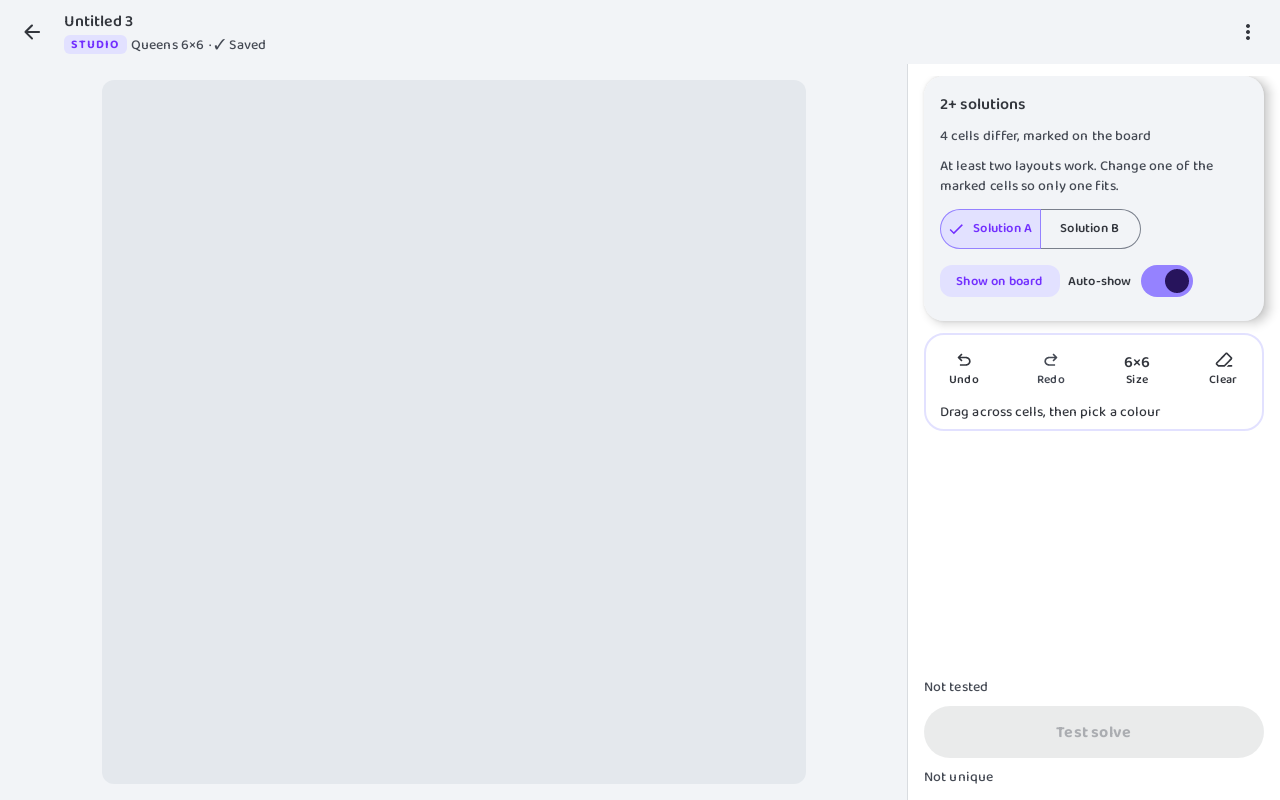 Untitled 3
STUDIO Queens 6×6 · ✓ Saved
2+ solutions
4 cells differ, marked on the board
At least two layouts work. Change one of the
marked cells so only one fits.
Solution A Solution B
Show on board Auto-show
Undo Redo 6×6 Size Clear
Drag across cells, then pick a colour
Not tested
Test solve
Not unique